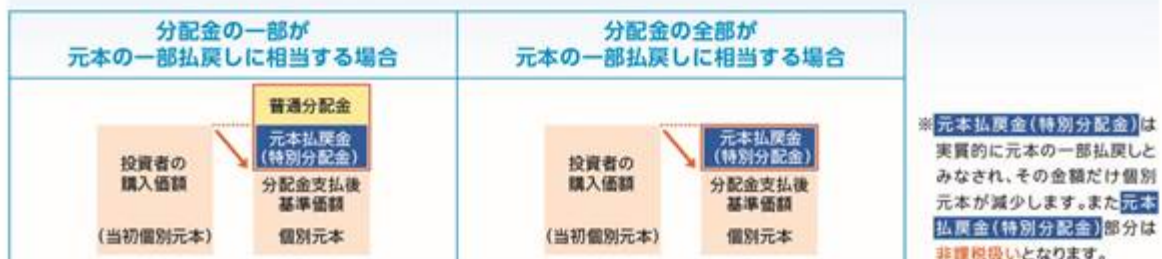 分配金の一部が
元本の一部払戻しに相当する場合
普通分配金
元本払戻金
(特別分配金)
投資者の
購入価額
(当初個別元本)
分配金支払後
基準価額
個別元本
分配金の全部が
元本の一部払戻しに相当する場合
元本払戻金
(特別分配金)
投資者の
購入価額
(当初個別元本)
分配金支払後
基準価額
個別元本
※元本払戻金(特別分配金)は
実質的に元本の一部払戻しと
みなされ、その金額だけ個別
元本が減少します。また元本
払戻金(特別分配金)部分は
非課税扱いとなります。